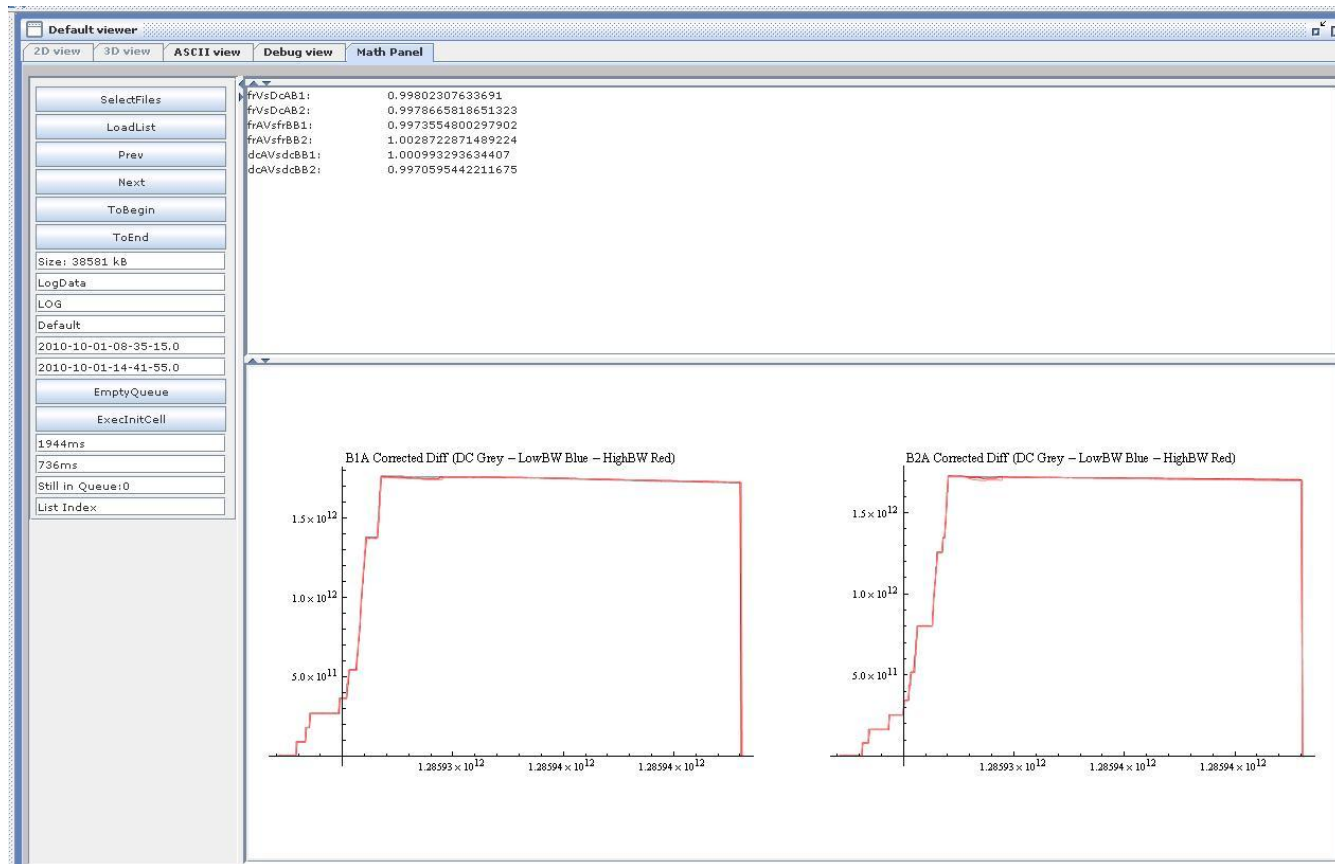 Default viewer
2D view 3D view ASCII view Debug view Math Panel
SelectFiles
LoadList
Prev
Next
ToBegin
ToEnd
Size: 38581 kB
LogData
LOG
Default
2010-10-01-08-35-15.0
2010-10-01-14-41-55.0
EmptyQueue
ExecInitCell
1944ms
736ms
Still in Queue:0
List Index
frVsDcAB1: 0.99802307633691
frVsDcAB2: 0.9978665818651323
frAVsfrBB1: 0.9973554800297902
frAVsfrBB2: 1.0028722871489224
dcAVsdcBB1: 1.000993293634407
dcAVsdcBB2: 0.9970595442211675
B1A Corrected Diff (DC Grey – LowBW Blue – HighBW Red)
1.5 × 10^12
1.0 × 10^12
5.0 × 10^11
1.28593 × 10^12 1.28594 × 10^12 1.28594 × 10^12
B2A Corrected Diff (DC Grey – LowBW Blue – HighBW Red)
1.5 × 10^12
1.0 × 10^12
5.0 × 10^11
1.28593 × 10^12 1.28594 × 10^12 1.28594 × 10^12